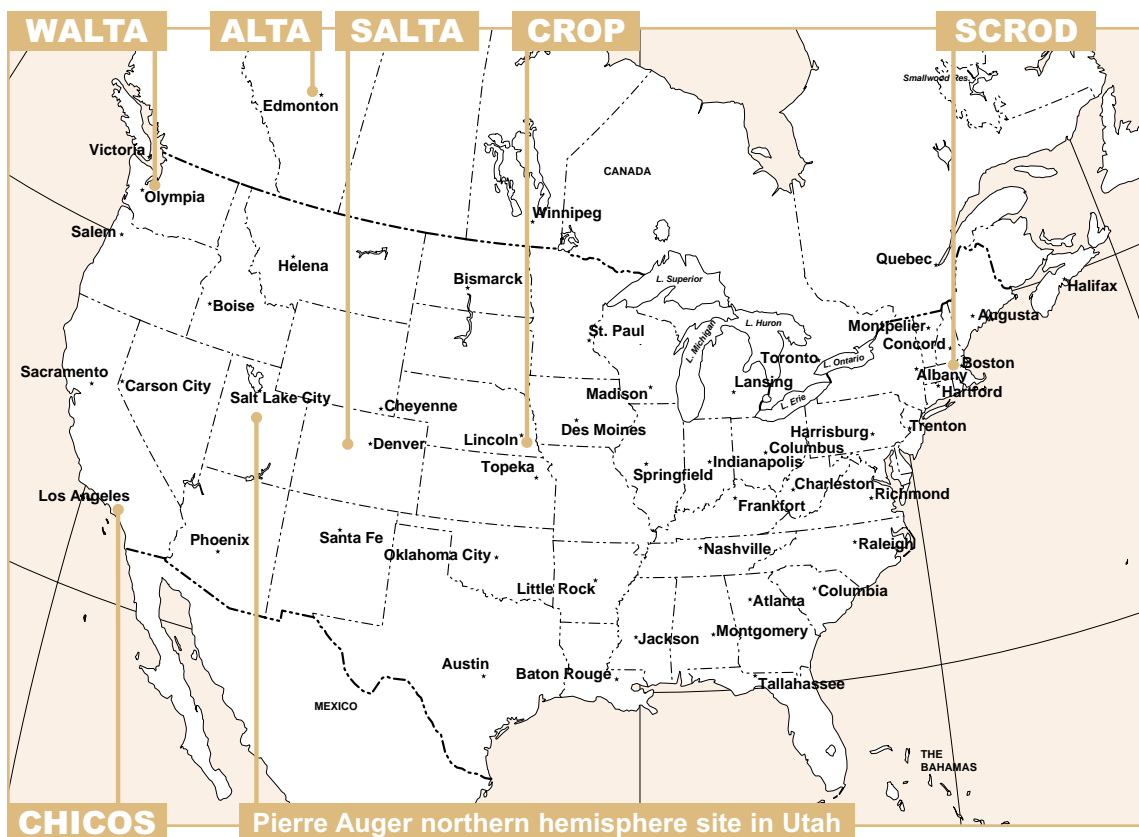 WALTA
ALTA
SALTA
CROP
SCROD
Smallwood Res.
Edmonton
Victoria
CANADA
Olympia
Winnipeg
Salem
Quebec
Helena
Bismarck
L. Superior
Halifax
Boise
L. Huron
Augusta
St. Paul
L. Michigan
Montpelier
Concord
Toronto
L. Ontario
Boston
Sacramento
Carson City
Albany
Lansing
Salt Lake City
Madison
Hartford
L. Erie
Cheyenne
Des Moines
Trenton
Lincoln
Denver
Harrisburg
Columbus
Topeka
Indianapolis
Springfield
Charleston
Los Angeles
Richmond
Frankfort
Phoenix
Santa Fe
Raleigh
Nashville
Oklahoma City
Little Rock
Columbia
Atlanta
Montgomery
Jackson
Austin
Baton Rouge
Tallahassee
MEXICO
THE
BAHAMAS
CHICOS
Pierre Auger northern hemisphere site in Utah